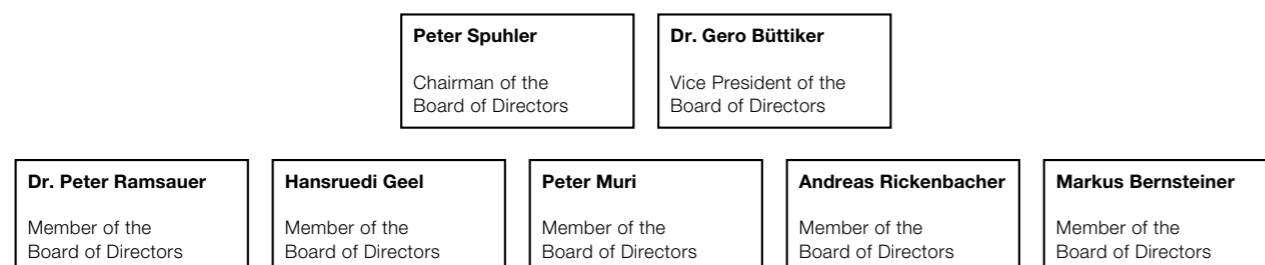 Peter Spuhler
Chairman of the
Board of Directors
Dr. Gero Büttiker
Vice President of the
Board of Directors
Dr. Peter Ramsauer
Member of the
Board of Directors
Hansruedi Geel
Member of the
Board of Directors
Peter Muri
Member of the
Board of Directors
Andreas Rickenbacher
Member of the
Board of Directors
Markus Bernsteiner
Member of the
Board of Directors